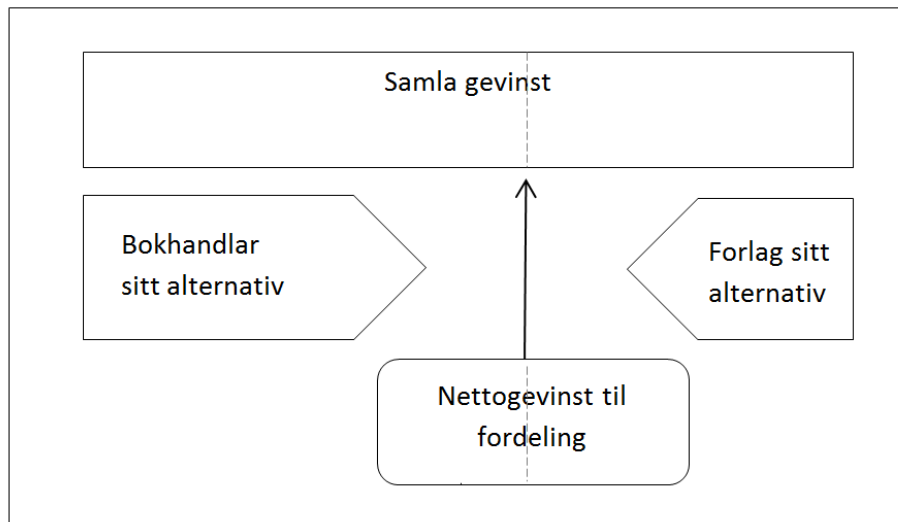 Samla gevinst
Bokhandlar
sitt alternativ
Forlag sitt
alternativ
Nettogevinst til
fordeling